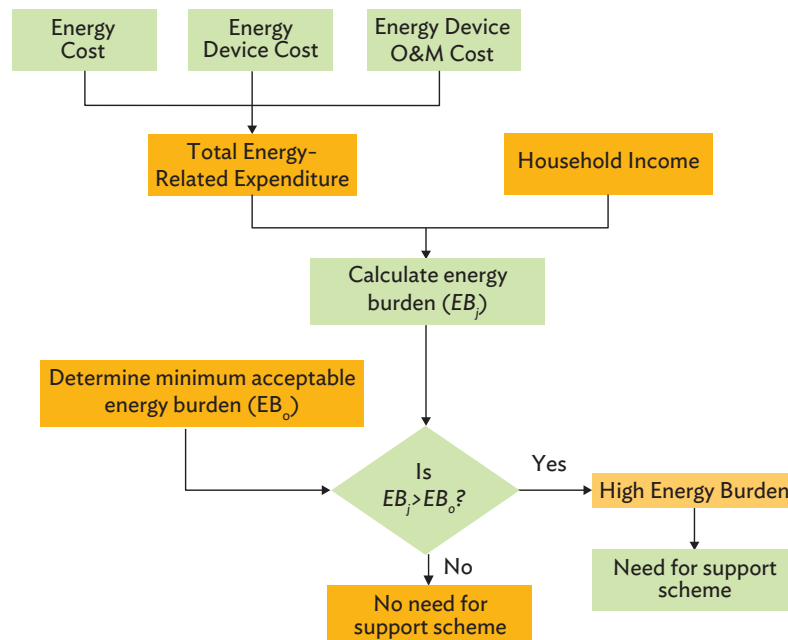 Energy
Cost
Energy
Device Cost
Energy Device
O&M Cost
Total Energy-
Related Expenditure
Household Income
Calculate energy
burden (EBj)
Determine minimum acceptable
energy burden (EBo)
Is
EBj>EBo?
Yes
High Energy Burden
No
Need for support
scheme
No need for
support scheme